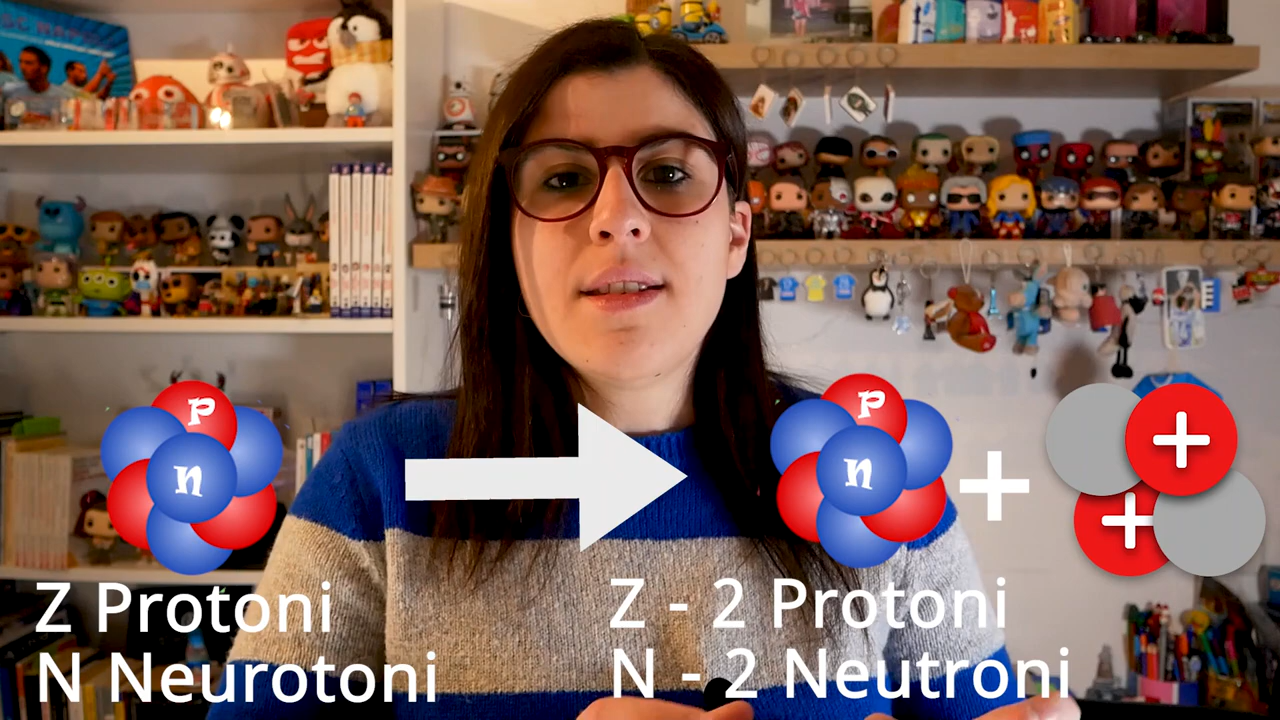 P
n
P
n
+
+
+
Z Protoni
N Neurotoni
Z - 2 Protoni
N - 2 Neutroni